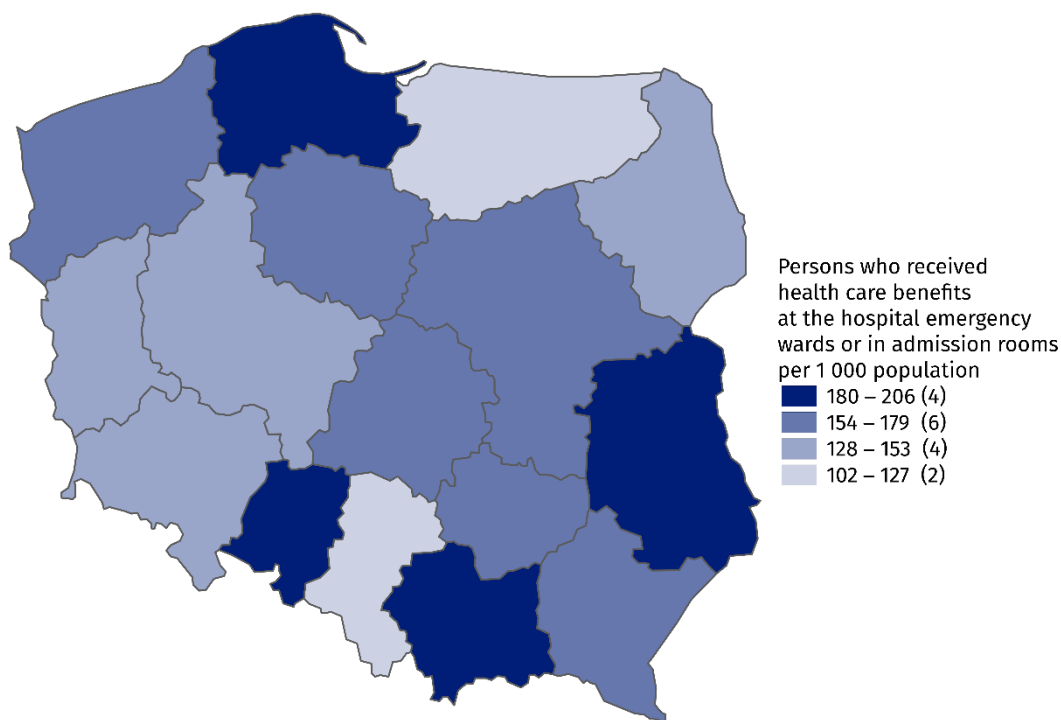 Persons who received
health care benefits
at the hospital emergency
wards or in admission rooms
per 1 000 population
180 – 206 (4)
154 – 179 (6)
128 – 153 (4)
102 – 127 (2)